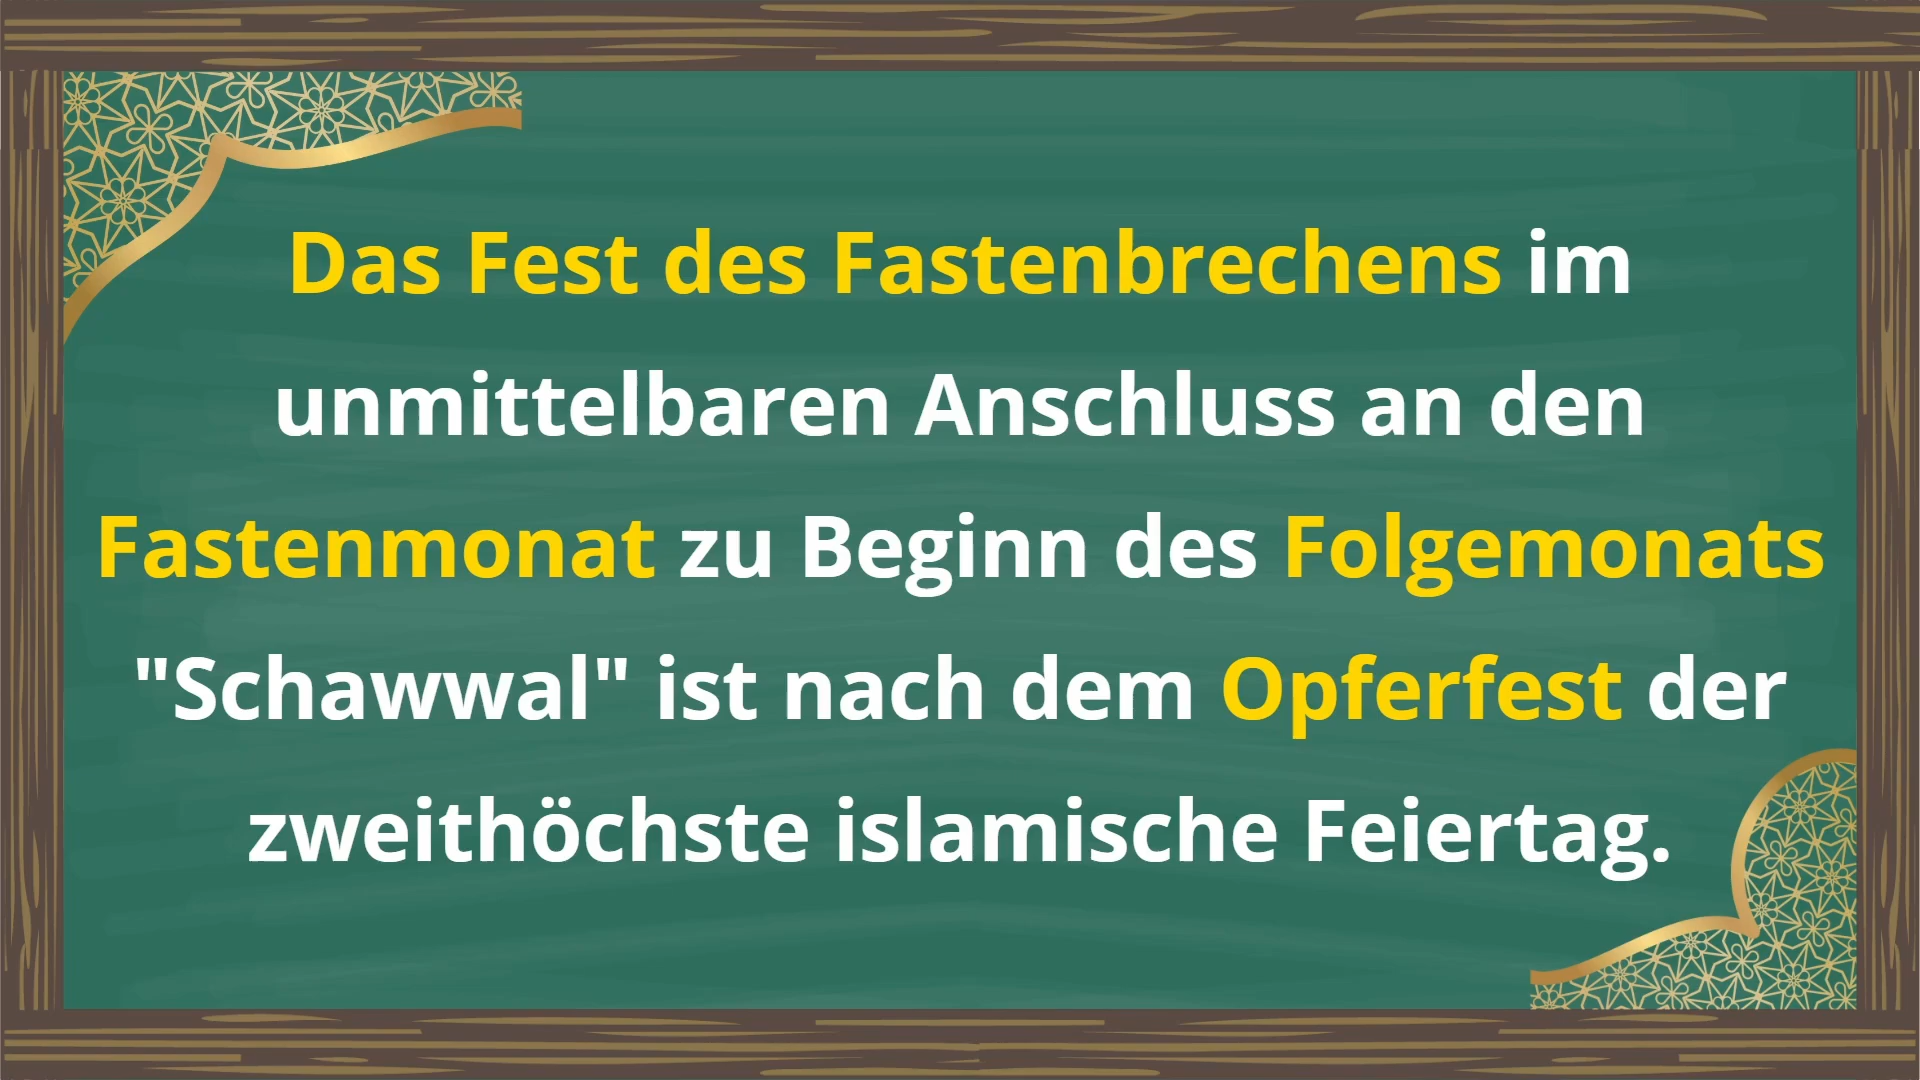 Das Fest des Fastenbrechens im
unmittelbaren Anschluss an den
Fastenmonat zu Beginn des Folgemonats
"Schawwal" ist nach dem Opferfest der
zweithöchste islamische Feiertag.